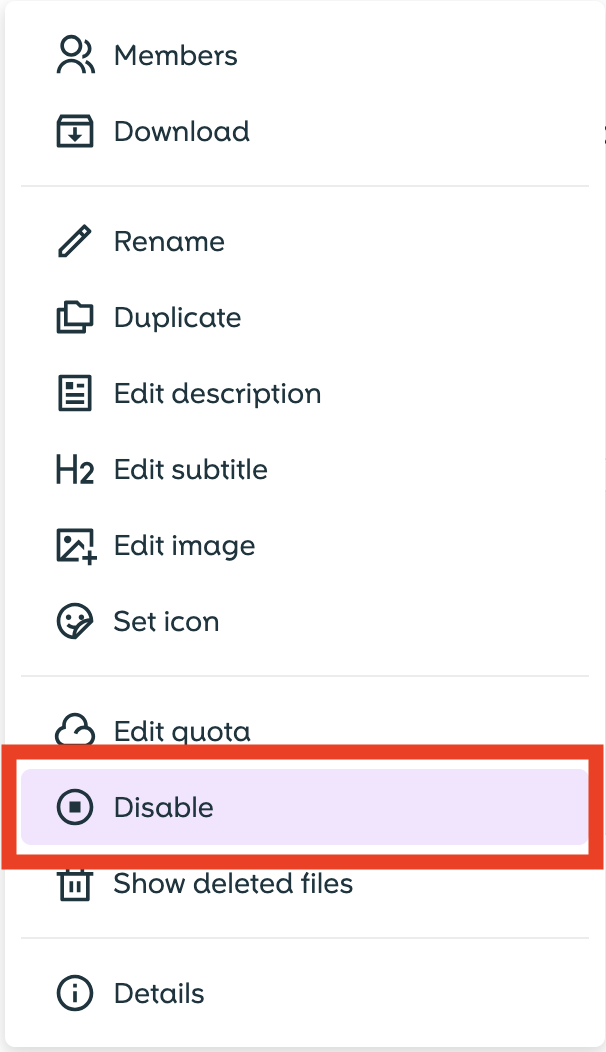 Members
Download
Rename
Duplicate
Edit description
H2 Edit subtitle
Edit image
Set icon
Edit quota
Disable
Show deleted files
Details